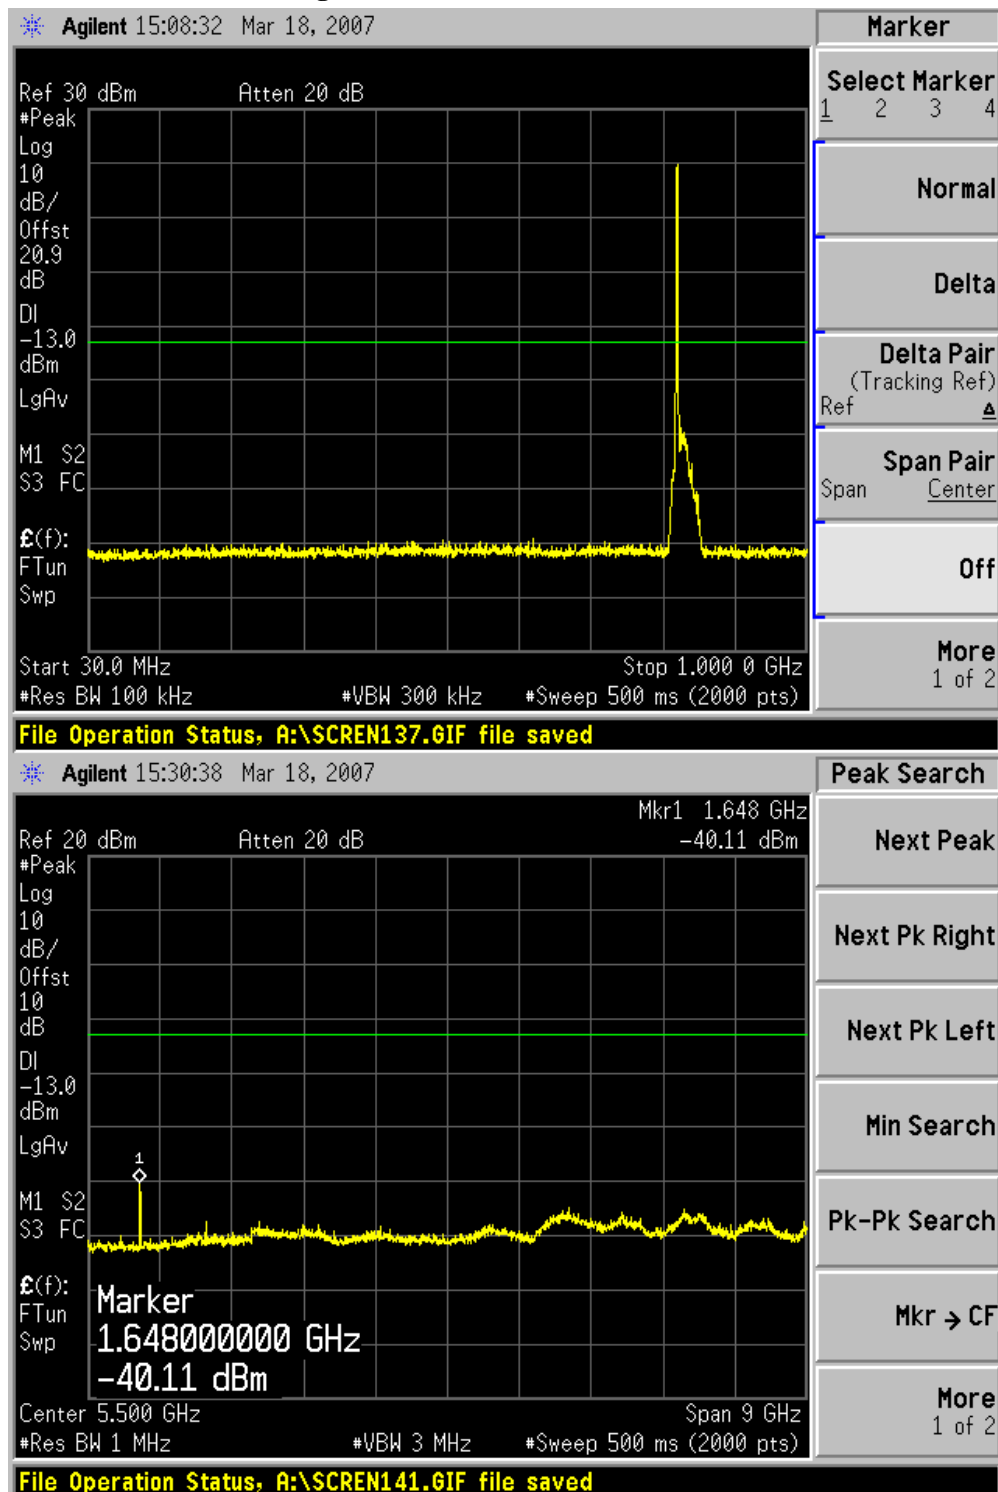 Agilent 15:08:32 Mar 18, 2007
Marker
Ref 30 dBm Atten 20 dB
#Peak
Log
10
dB/
Offst
20.9
dB
DI
-13.0
dBm
LgAv
M1 S2
S3 FC
£(f):
FTun
Swp
Start 30.0 MHz Stop 1.000 0 GHz
#Res BW 100 kHz #VBW 300 kHz #Sweep 500 ms (2000 pts)
Select Marker
1 2 3 4
Normal
Delta
Delta Pair
(Tracking Ref)
Ref Δ
Span Pair
Span Center
Off
More
1 of 2
File Operation Status, A:\SCREN137.GIF file saved
Agilent 15:30:38 Mar 18, 2007
Peak Search
Mkr1 1.648 GHz
Ref 20 dBm Atten 20 dB -40.11 dBm
#Peak
Log
10
dB/
Offst
10
dB
DI
-13.0
dBm
LgAv
M1 S2
S3 FC
£(f):
FTun
Swp
1
Marker
1.648000000 GHz
-40.11 dBm
Center 5.500 GHz Span 9 GHz
#Res BW 1 MHz #VBW 3 MHz #Sweep 500 ms (2000 pts)
Next Peak
Next Pk Right
Next Pk Left
Min Search
Pk-Pk Search
Mkr → CF
More
1 of 2
File Operation Status, A:\SCREN141.GIF file saved